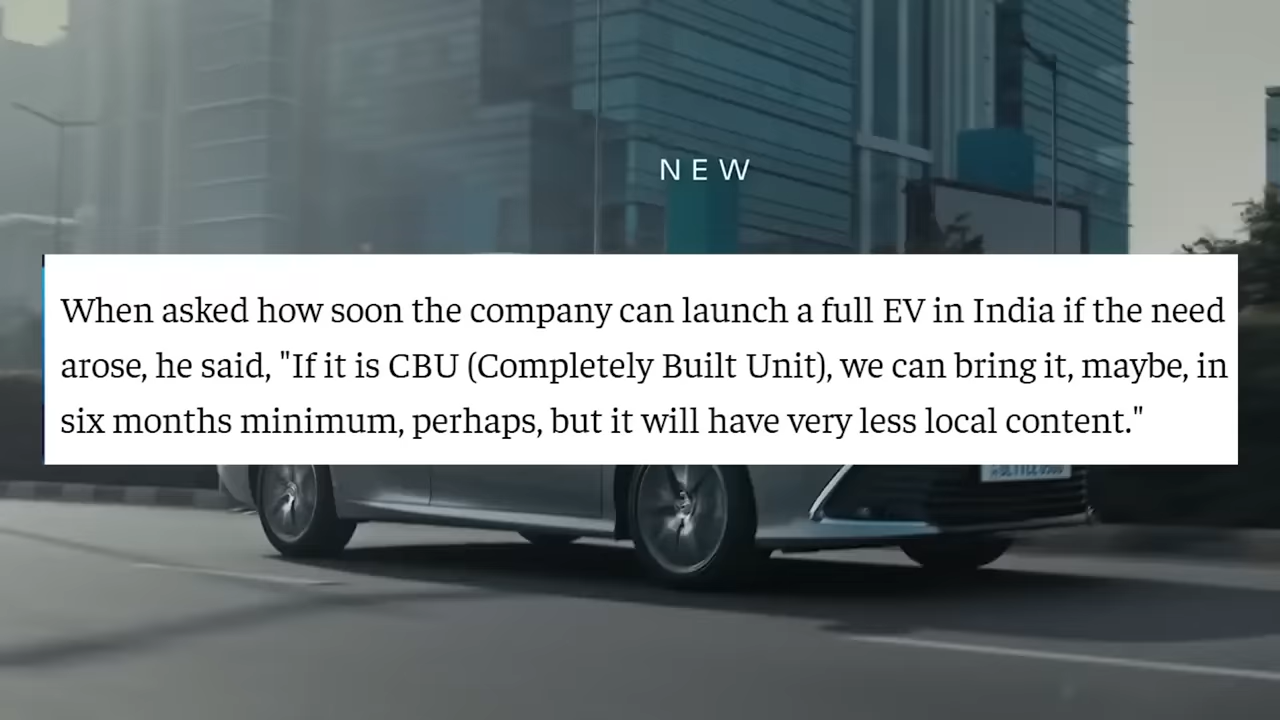 NEW
When asked how soon the company can launch a full EV in India if the need
arose, he said, "If it is CBU (Completely Built Unit), we can bring it, maybe, in
six months minimum, perhaps, but it will have very less local content."